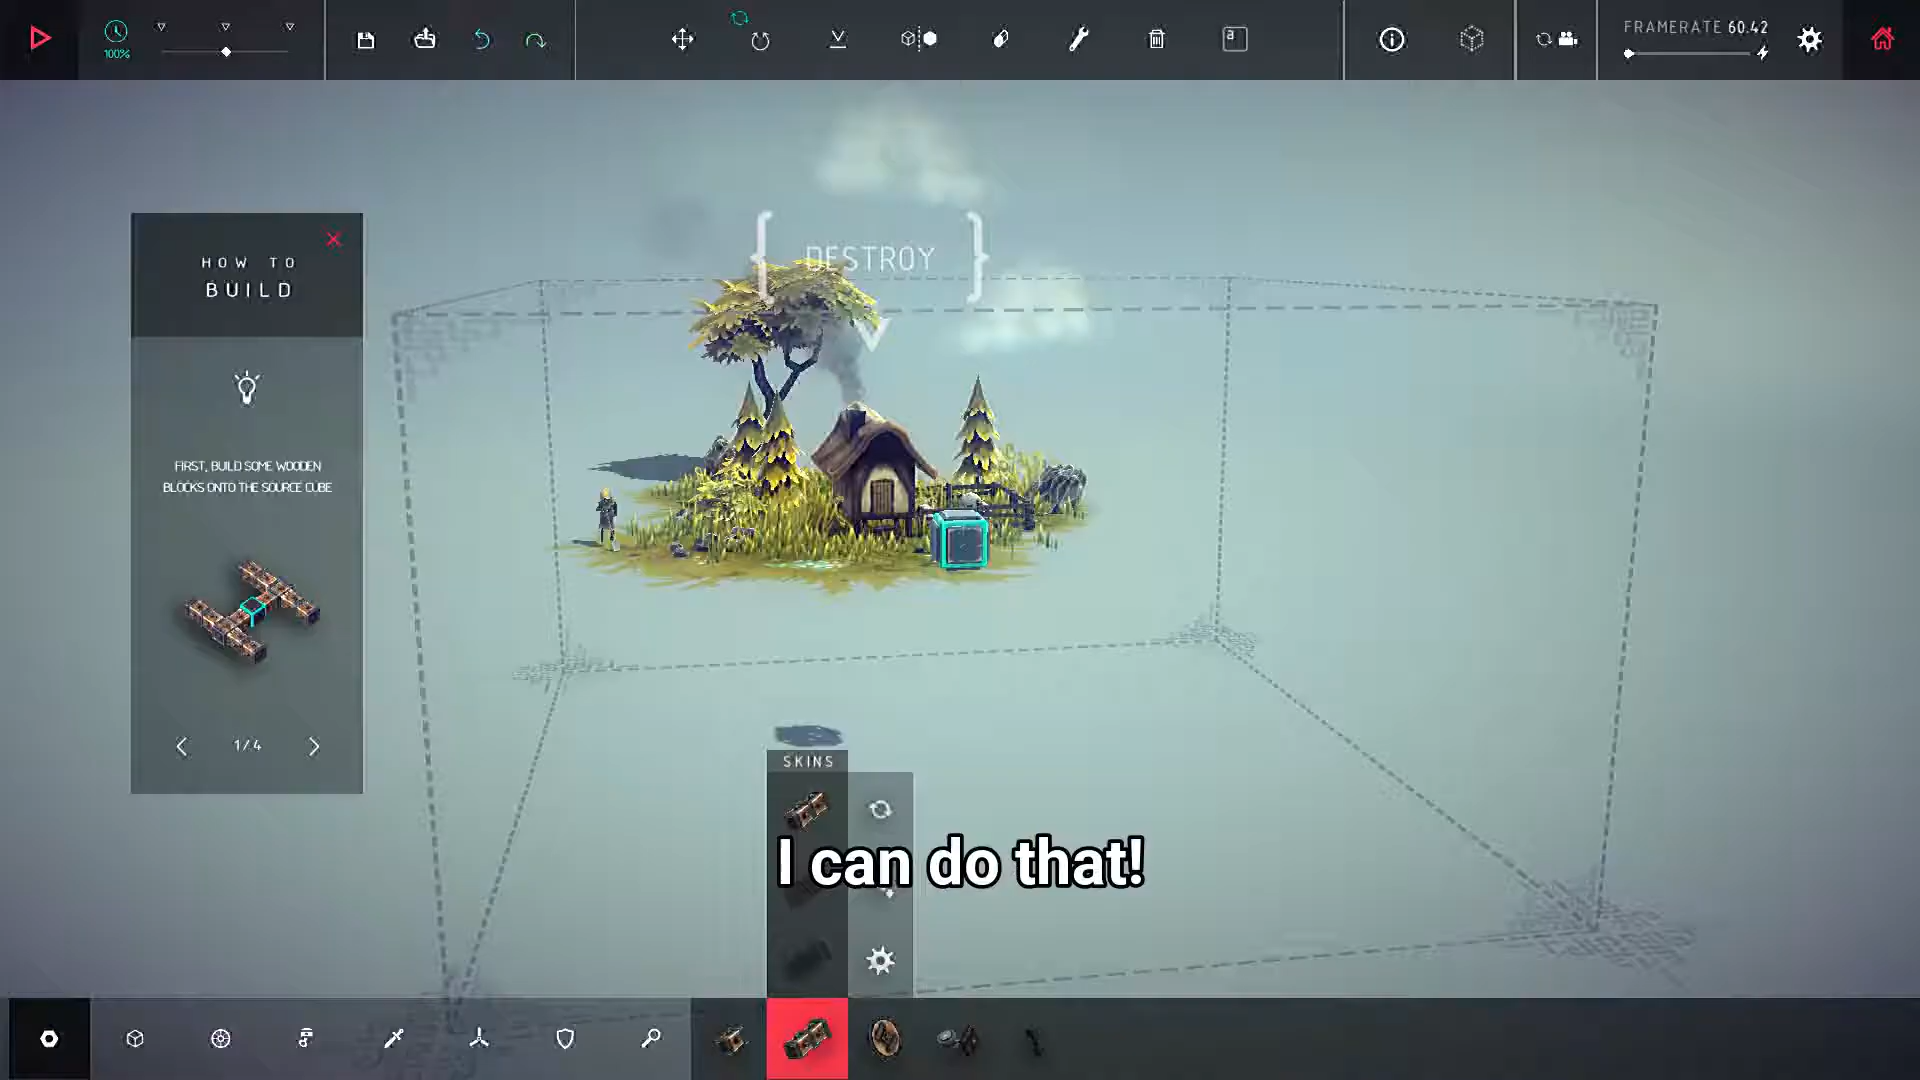 100%
FRAMERATE 60.42
a
HOW TO
BUILD
FIRST, BUILD SOME WOODEN
BLOCKS ONTO THE SOURCE CUBE
1/4
DESTROY
SKINS
I can do that!